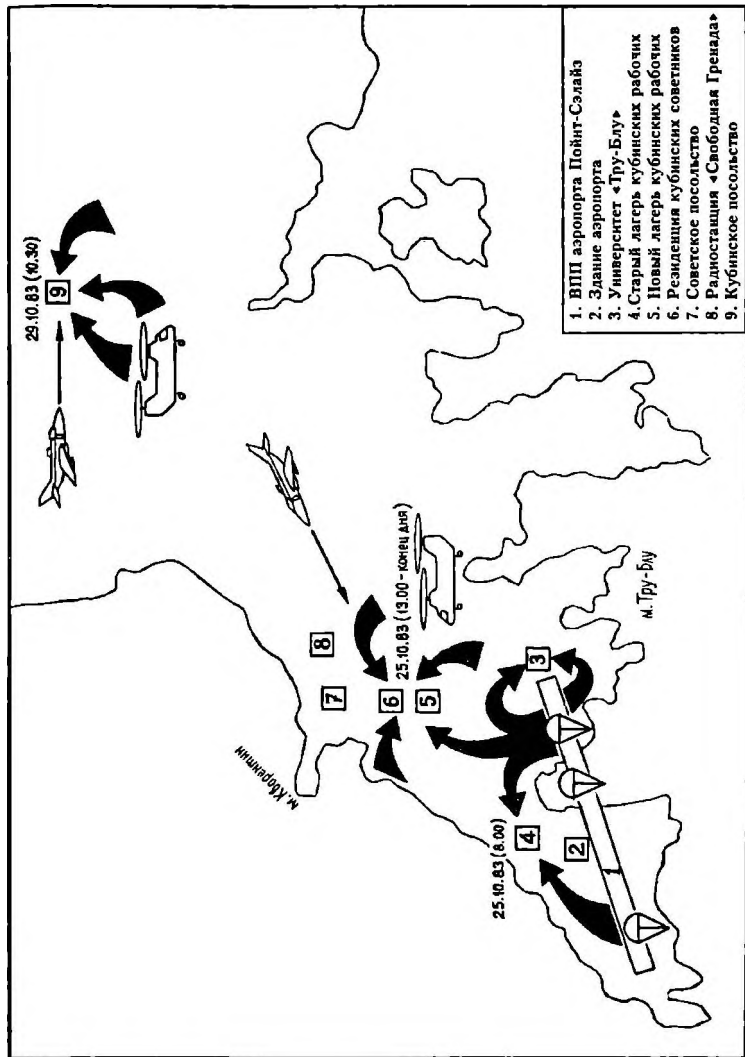 29.10.83 (10.30)
9
м. Кворентин
8
7
6
25.10.83 (13.00 - конец дня)
5
25.10.83 (8.00)
4
3
2
1
м. Тру-Блу
1. ВПП аэропорта Пойнт-Сэлайз
2. Здание аэропорта
3. Университет «Тру-Блу»
4. Старый лагерь кубинских рабочих
5. Новый лагерь кубинских рабочих
6. Резиденция кубинских советников
7. Советское посольство
8. Радиостанция «Свободная Гренада»
9. Кубинское посольство